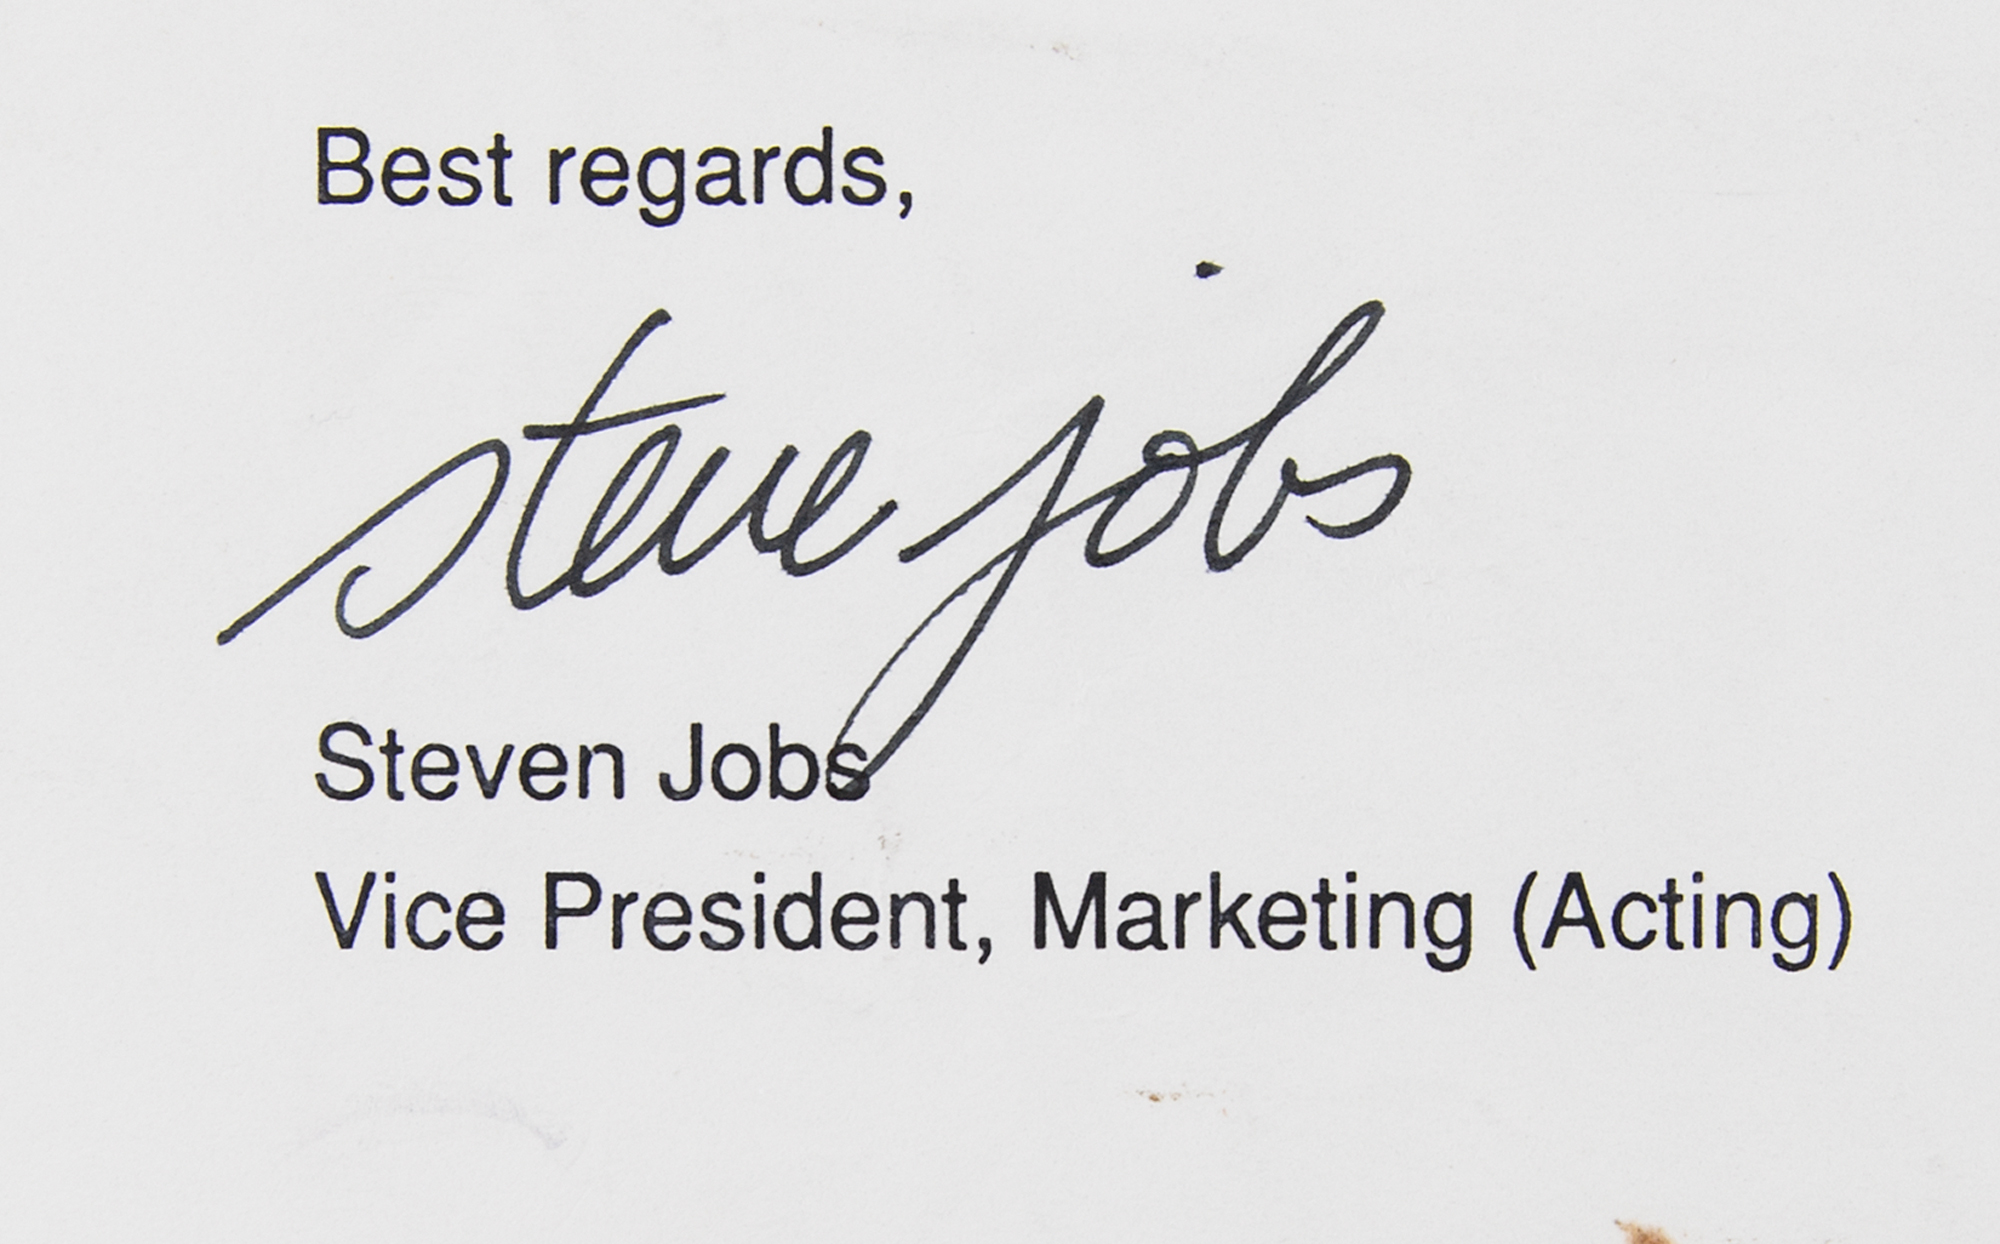 Best regards,
steve jobs
Steven Jobs
Vice President, Marketing (Acting)